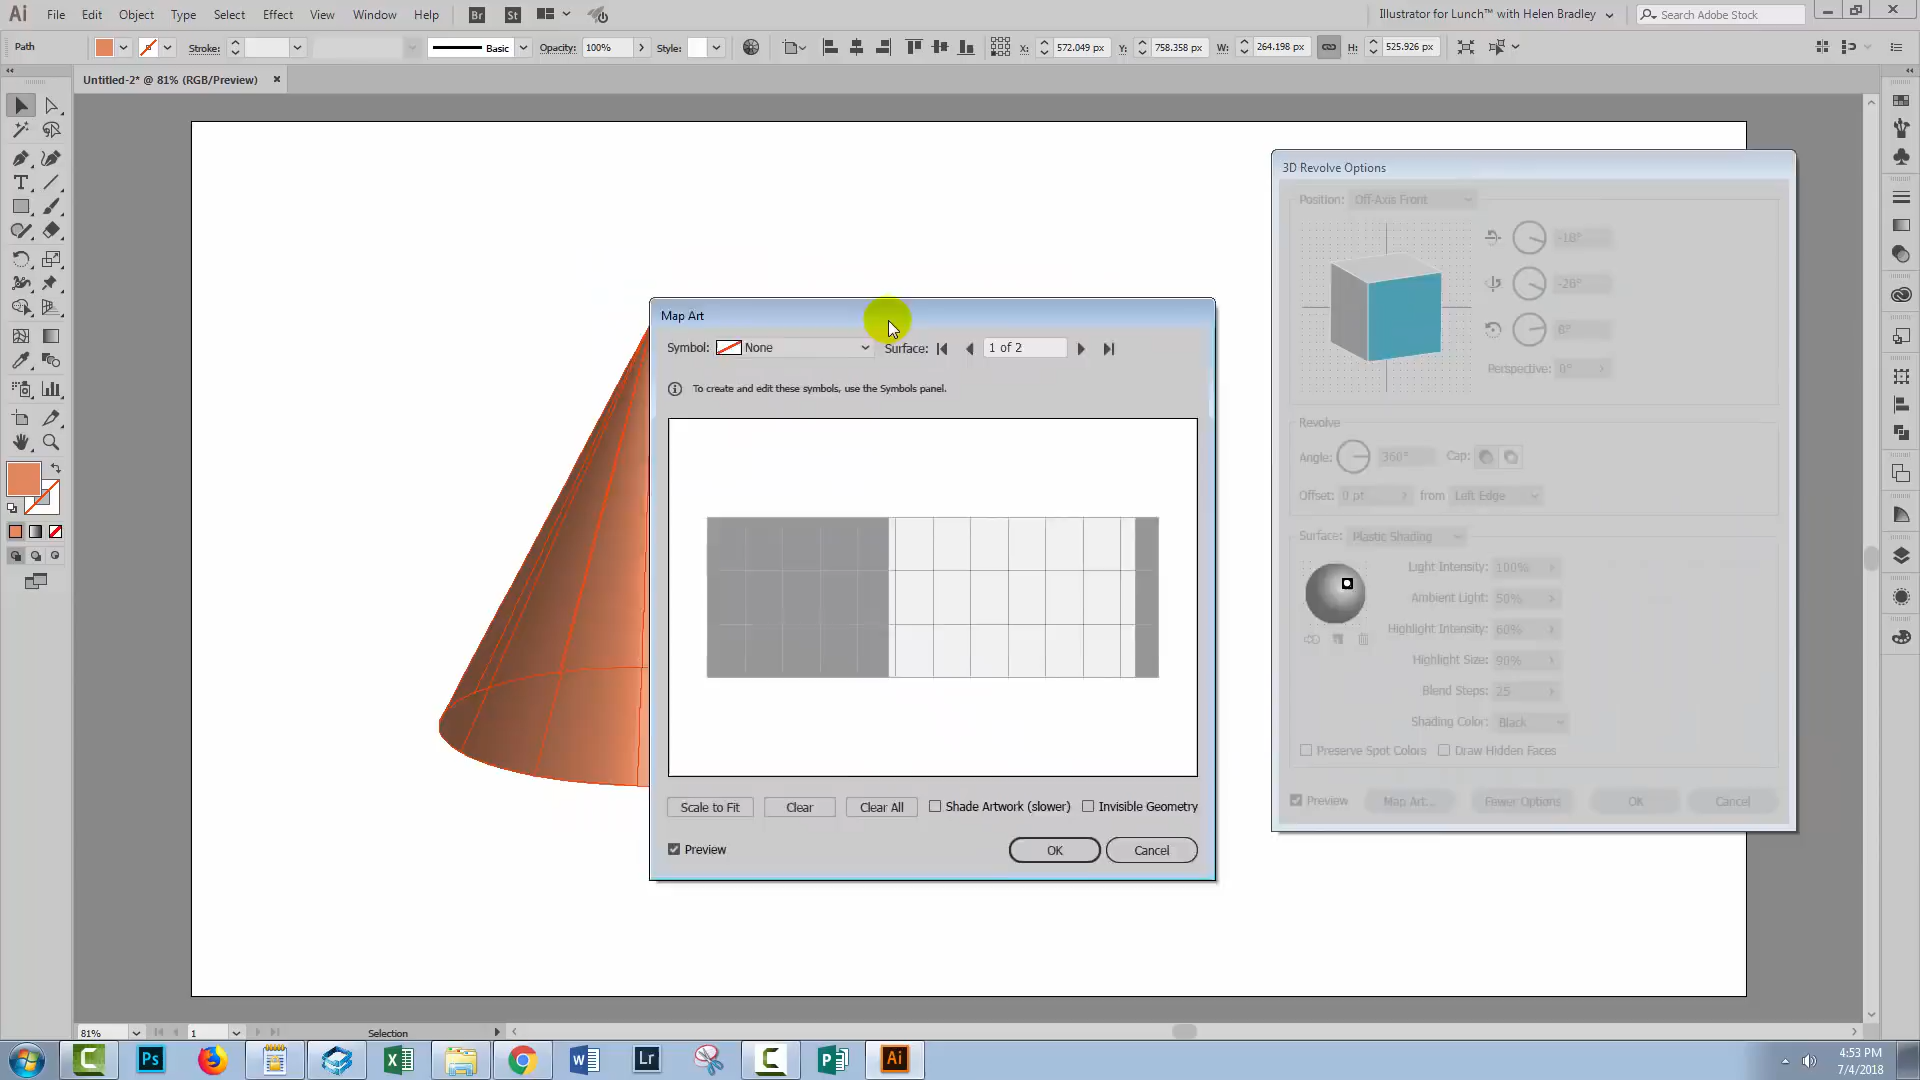 Ai File Edit Object Type Select Effect View Window Help Br St Illustrator for Lunch™ with Helen Bradley Search Adobe Stock
Path Stroke: Basic Opacity: 100% Style: X: 572.049 px Y: 758.358 px W: 264.198 px H: 525.926 px
Untitled-2* @ 81% (RGB/Preview) ×
3D Revolve Options
Position: Off-Axis Front
-18°
-26°
8°
Perspective: 0°
Map Art
Symbol: None Surface: 1 of 2
To create and edit these symbols, use the Symbols panel.
Revolve
Angle: 360° Cap:
Offset: 0 pt from Left Edge
Surface: Plastic Shading
Light Intensity: 100%
Ambient Light: 50%
Highlight Intensity: 60%
Highlight Size: 90%
Blend Steps: 25
Shading Color: Black
Preserve Spot Colors Draw Hidden Faces
Preview Map Art... Fewer Options OK Cancel
Scale to Fit Clear Clear All Shade Artwork (slower) Invisible Geometry
Preview OK Cancel
81% 1 Selection
Ps Lr Ai
4:53 PM
7/4/2018